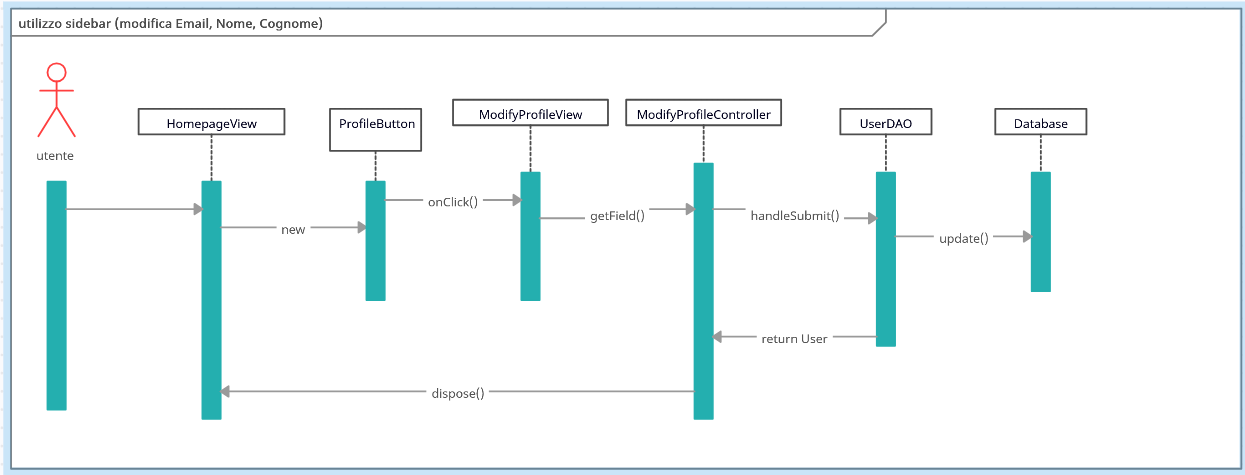 utilizzo sidebar (modifica Email, Nome, Cognome)
utente
HomepageView
ProfileButton
ModifyProfileView
ModifyProfileController
UserDAO
Database
onClick()
new
getField()
handleSubmit()
update()
return User
dispose()